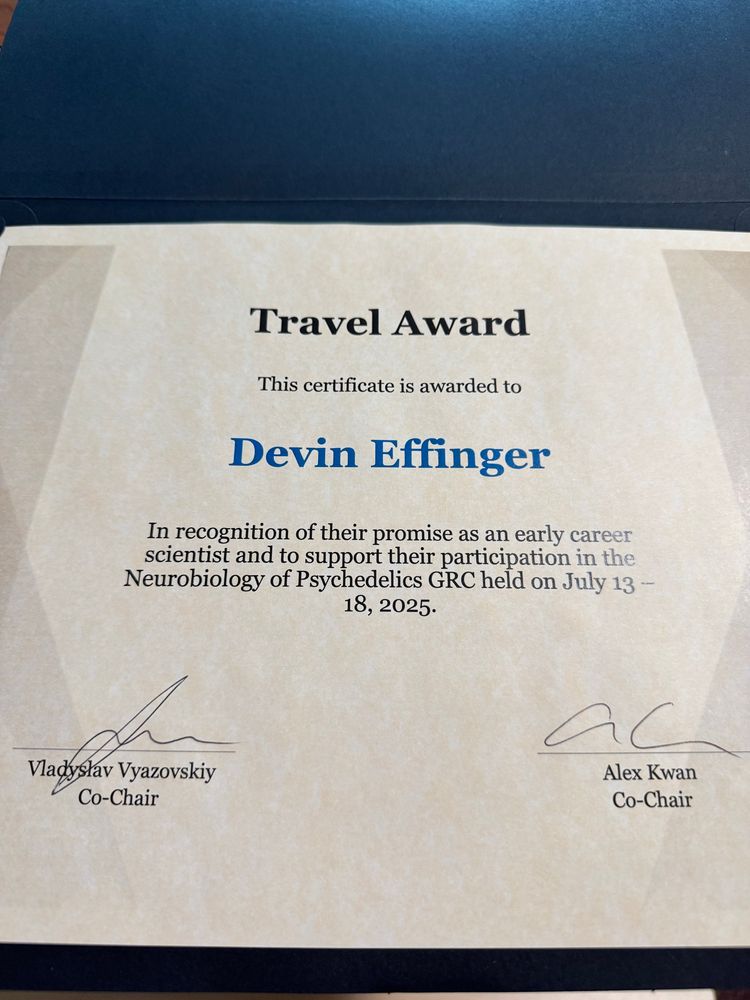 Travel Award
This certificate is awarded to
Devin Effinger
In recognition of their promise as an early career
scientist and to support their participation in the
Neurobiology of Psychedelics GRC held on July 13 –
18, 2025.
Vladyslav Vyazovskiy
Co-Chair
Alex Kwan
Co-Chair